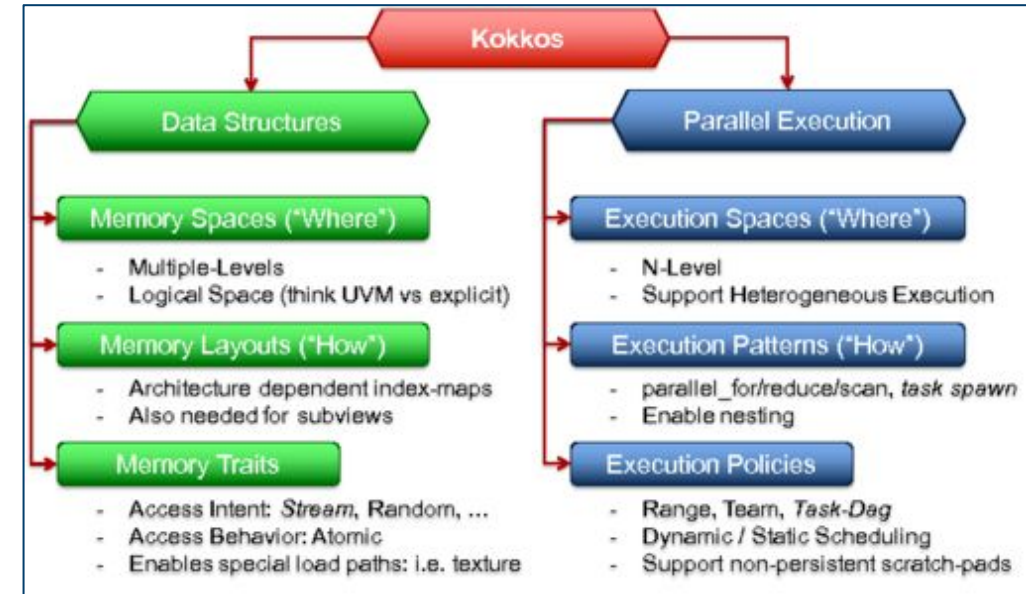 Kokkos
Data Structures
Memory Spaces ("Where")
- Multiple-Levels
- Logical Space (think UVM vs explicit)
Memory Layouts ("How")
- Architecture dependent index-maps
- Also needed for subviews
Memory Traits
- Access Intent: Stream, Random, ...
- Access Behavior: Atomic
- Enables special load paths: i.e. texture
Parallel Execution
Execution Spaces ("Where")
- N-Level
- Support Heterogeneous Execution
Execution Patterns ("How")
- parallel_for/reduce/scan, task spawn
- Enable nesting
Execution Policies
- Range, Team, Task-Dag
- Dynamic / Static Scheduling
- Support non-persistent scratch-pads